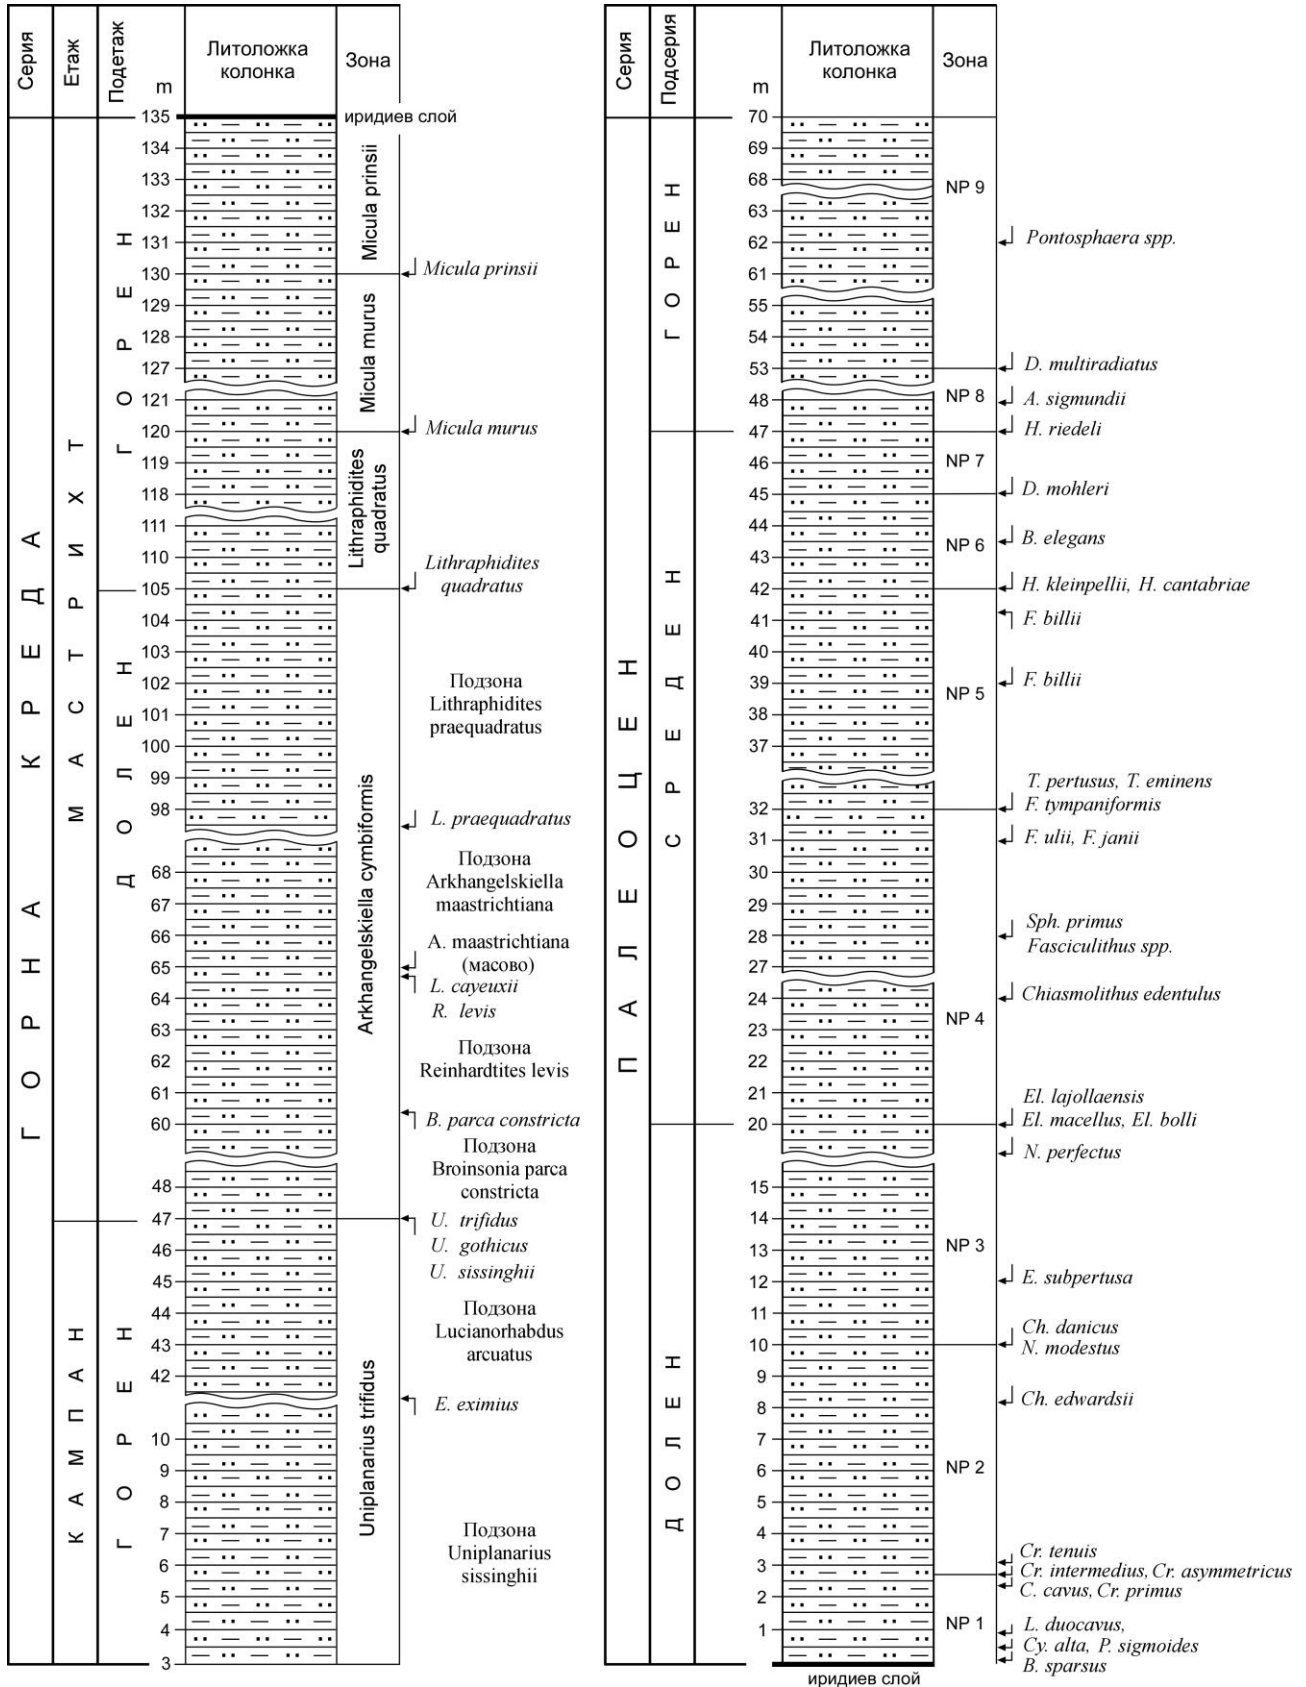 Серия
Етаж
Подетаж
m
Литоложка
колонка
Зона
иридиев слой
135
134
133
132
131
130
129
128
127
121
120
119
118
111
110
105
104
103
102
101
100
99
98
68
67
66
65
64
63
62
61
60
48
47
46
45
44
43
42
10
9
8
7
6
5
4
3
ГОРНА КРЕДА
МАСТРИХТ
КАМПАН
ГОРЕН
ДОЛЕН
ГОРЕН
Micula prinsii
Micula murus
Lithraphidites
quadratus
Arkhangelskiella cymbiformis
Uniplanarius trifidus
Micula prinsii
Micula murus
Lithraphidites
quadratus
Подзона
Lithraphidites
praequadratus
L. praequadratus
Подзона
Arkhangelskiella
maastrichtiana
A. maastrichtiana
(масово)
L. cayeuxii
R. levis
Подзона
Reinhardtites levis
B. parca constricta
Подзона
Broinsonia parca
constricta
U. trifidus
U. gothicus
U. sissinghii
Подзона
Lucianorhabdus
arcuatus
E. eximius
Подзона
Uniplanarius
sissinghii
Серия
Подсерия
m
Литоложка
колонка
Зона
70
69
68
63
62
61
55
54
53
48
47
46
45
44
43
42
41
40
39
38
37
32
31
30
29
28
27
24
23
22
21
20
15
14
13
12
11
10
9
8
7
6
5
4
3
2
1
ПАЛЕОЦЕН
ГОРЕН
СРЕДЕН
ДОЛЕН
NP 9
NP 8
NP 7
NP 6
NP 5
NP 4
NP 3
NP 2
NP 1
Pontosphaera spp.
D. multiradiatus
A. sigmundii
H. riedeli
D. mohleri
B. elegans
H. kleinpellii, H. cantabriae
F. billii
F. billii
T. pertusus, T. eminens
F. tympaniformis
F. ulii, F. janii
Sph. primus
Fasciculithus spp.
Chiasmolithus edentulus
El. lajollaensis
El. macellus, El. bolli
N. perfectus
E. subpertusa
Ch. danicus
N. modestus
Ch. edwardsii
Cr. tenuis
Cr. intermedius, Cr. asymmetricus
C. cavus, Cr. primus
L. duocavus,
Cy. alta, P. sigmoides
B. sparsus
иридиев слой